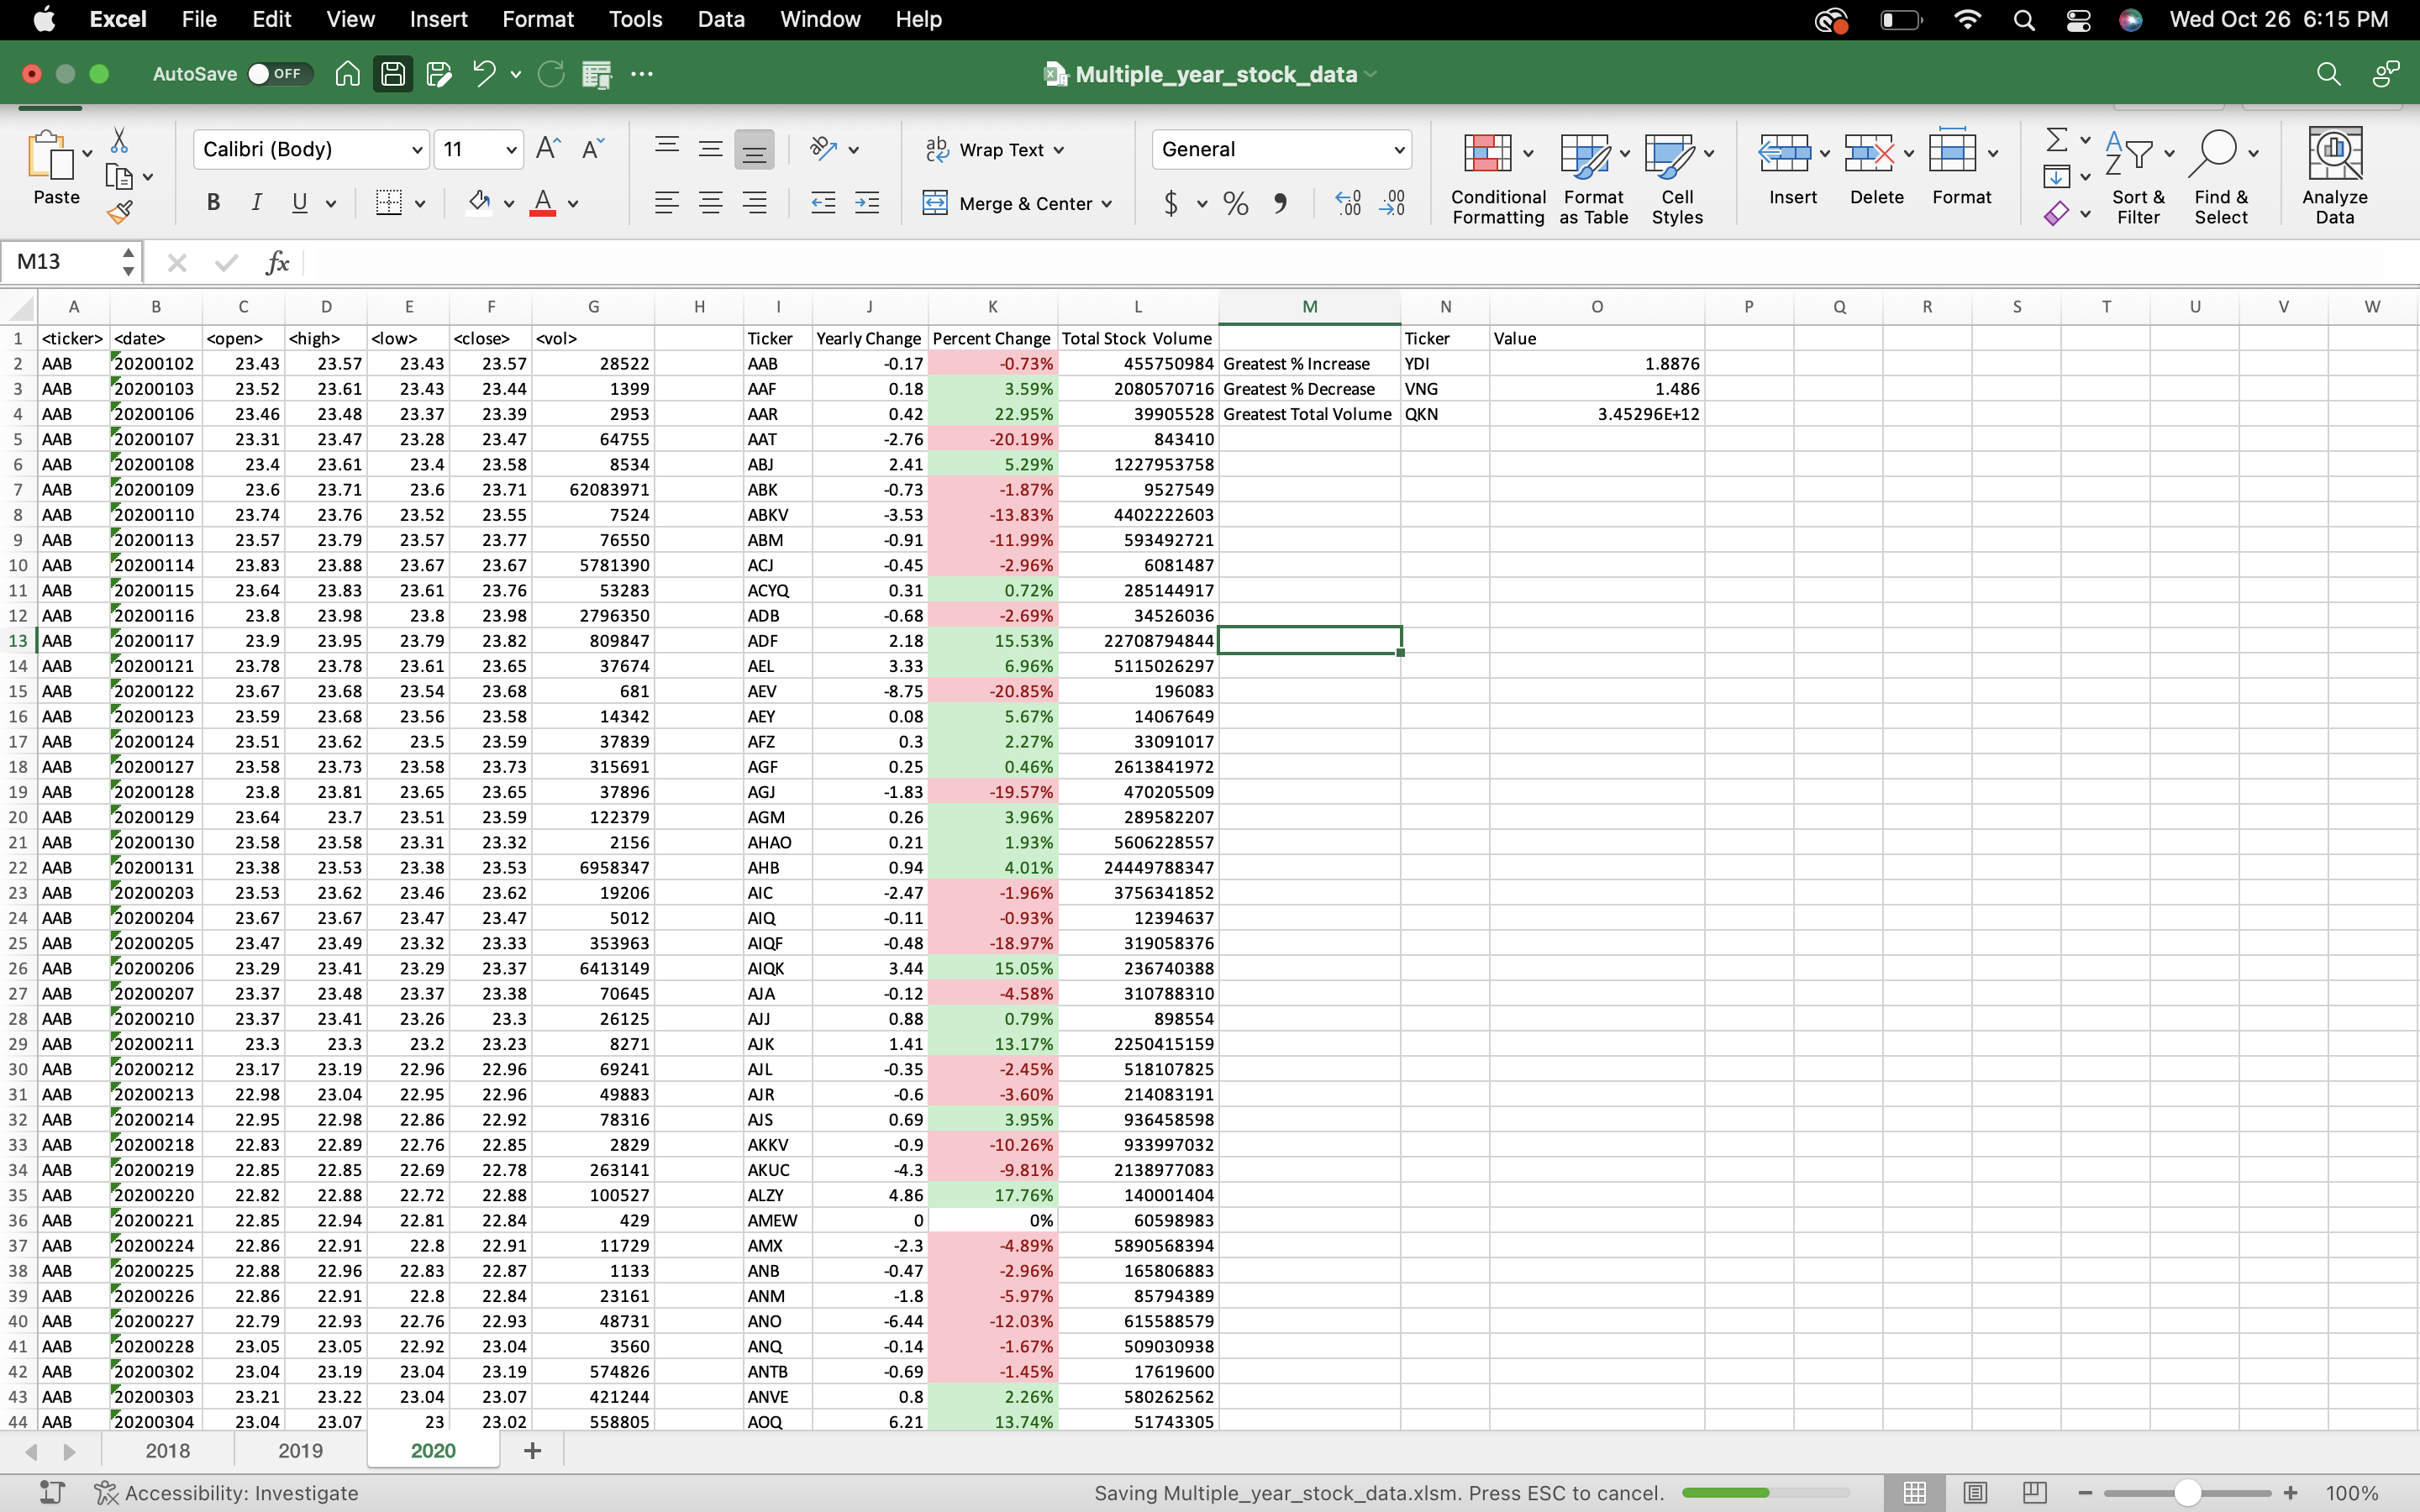 Excel File Edit View Insert Format Tools Data Window Help Wed Oct 26 6:15 PM
AutoSave OFF Multiple_year_stock_data
Paste Calibri (Body) 11 Wrap Text General Conditional Formatting Format as Table Cell Styles Insert Delete Format Sort & Filter Find & Select Analyze Data
B I U A Merge & Center $ % 9
M13 fx
A B C D E F G H I J K L M N O P Q R S T U V W
1 <ticker> <date> <open> <high> <low> <close> <vol> Ticker Yearly Change Percent Change Total Stock Volume Ticker Value
2 AAB 20200102 23.43 23.57 23.43 23.57 28522 AAB -0.17 -0.73% 455750984 Greatest % Increase YDI 1.8876
3 AAB 20200103 23.52 23.61 23.43 23.44 1399 AAF 0.18 3.59% 2080570716 Greatest % Decrease VNG 1.486
4 AAB 20200106 23.46 23.48 23.37 23.39 2953 AAR 0.42 22.95% 39905528 Greatest Total Volume QKN 3.45296E+12
5 AAB 20200107 23.31 23.47 23.28 23.47 64755 AAT -2.76 -20.19% 843410
6 AAB 20200108 23.4 23.61 23.4 23.58 8534 ABJ 2.41 5.29% 1227953758
7 AAB 20200109 23.6 23.71 23.6 23.71 62083971 ABK -0.73 -1.87% 9527549
8 AAB 20200110 23.74 23.76 23.52 23.55 7524 ABKV -3.53 -13.83% 4402222603
9 AAB 20200113 23.57 23.79 23.57 23.77 76550 ABM -0.91 -11.99% 593492721
10 AAB 20200114 23.83 23.88 23.67 23.67 5781390 ACJ -0.45 -2.96% 6081487
11 AAB 20200115 23.64 23.83 23.61 23.76 53283 ACYQ 0.31 0.72% 285144917
12 AAB 20200116 23.8 23.98 23.8 23.98 2796350 ADB -0.68 -2.69% 34526036
13 AAB 20200117 23.9 23.95 23.79 23.82 809847 ADF 2.18 15.53% 22708794844
14 AAB 20200121 23.78 23.78 23.61 23.65 37674 AEL 3.33 6.96% 5115026297
15 AAB 20200122 23.67 23.68 23.54 23.68 681 AEV -8.75 -20.85% 196083
16 AAB 20200123 23.59 23.68 23.56 23.58 14342 AEY 0.08 5.67% 14067649
17 AAB 20200124 23.51 23.62 23.5 23.59 37839 AFZ 0.3 2.27% 33091017
18 AAB 20200127 23.58 23.73 23.58 23.73 315691 AGF 0.25 0.46% 2613841972
19 AAB 20200128 23.8 23.81 23.65 23.65 37896 AGJ -1.83 -19.57% 470205509
20 AAB 20200129 23.64 23.7 23.51 23.59 122379 AGM 0.26 3.96% 289582207
21 AAB 20200130 23.58 23.58 23.31 23.32 2156 AHAO 0.21 1.93% 5606228557
22 AAB 20200131 23.38 23.53 23.38 23.53 6958347 AHB 0.94 4.01% 24449788347
23 AAB 20200203 23.53 23.62 23.46 23.62 19206 AIC -2.47 -1.96% 3756341852
24 AAB 20200204 23.67 23.67 23.47 23.47 5012 AIQ -0.11 -0.93% 12394637
25 AAB 20200205 23.47 23.49 23.32 23.33 353963 AIQF -0.48 -18.97% 319058376
26 AAB 20200206 23.29 23.41 23.29 23.37 6413149 AIQK 3.44 15.05% 236740388
27 AAB 20200207 23.37 23.48 23.37 23.38 70645 AJA -0.12 -4.58% 310788310
28 AAB 20200210 23.37 23.41 23.26 23.3 26125 AJJ 0.88 0.79% 898554
29 AAB 20200211 23.3 23.3 23.2 23.23 8271 AJK 1.41 13.17% 2250415159
30 AAB 20200212 23.17 23.19 22.96 22.96 69241 AJL -0.35 -2.45% 518107825
31 AAB 20200213 22.98 23.04 22.95 22.96 49883 AJR -0.6 -3.60% 214083191
32 AAB 20200214 22.95 22.98 22.86 22.92 78316 AJS 0.69 3.95% 936458598
33 AAB 20200218 22.83 22.89 22.76 22.85 2829 AKKV -0.9 -10.26% 933997032
34 AAB 20200219 22.85 22.85 22.69 22.78 263141 AKUC -4.3 -9.81% 2138977083
35 AAB 20200220 22.82 22.88 22.72 22.88 100527 ALZY 4.86 17.76% 140001404
36 AAB 20200221 22.85 22.94 22.81 22.84 429 AMEW 0 0% 60598983
37 AAB 20200224 22.86 22.91 22.8 22.91 11729 AMX -2.3 -4.89% 5890568394
38 AAB 20200225 22.88 22.96 22.83 22.87 1133 ANB -0.47 -2.96% 165806883
39 AAB 20200226 22.86 22.91 22.8 22.84 23161 ANM -1.8 -5.97% 85794389
40 AAB 20200227 22.79 22.93 22.76 22.93 48731 ANO -6.44 -12.03% 615588579
41 AAB 20200228 23.05 23.05 22.92 23.04 3560 ANQ -0.14 -1.67% 509030938
42 AAB 20200302 23.04 23.19 23.04 23.19 574826 ANTB -0.69 -1.45% 17619600
43 AAB 20200303 23.21 23.22 23.04 23.07 421244 ANVE 0.8 2.26% 580262562
44 AAB 20200304 23.04 23.07 23 23.02 558805 AOQ 6.21 13.74% 51743305
2018 2019 2020 +
Accessibility: Investigate Saving Multiple_year_stock_data.xlsm. Press ESC to cancel. 100%